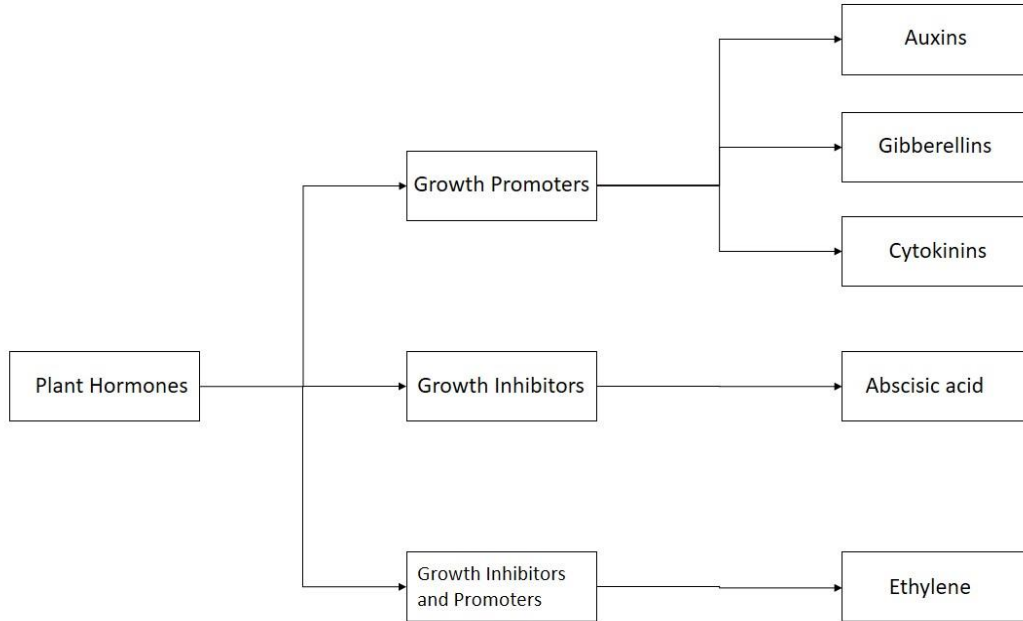 Auxins
Gibberellins
Growth Promoters
Cytokinins
Plant Hormones
Growth Inhibitors
Abscisic acid
Growth Inhibitors
and Promoters
Ethylene